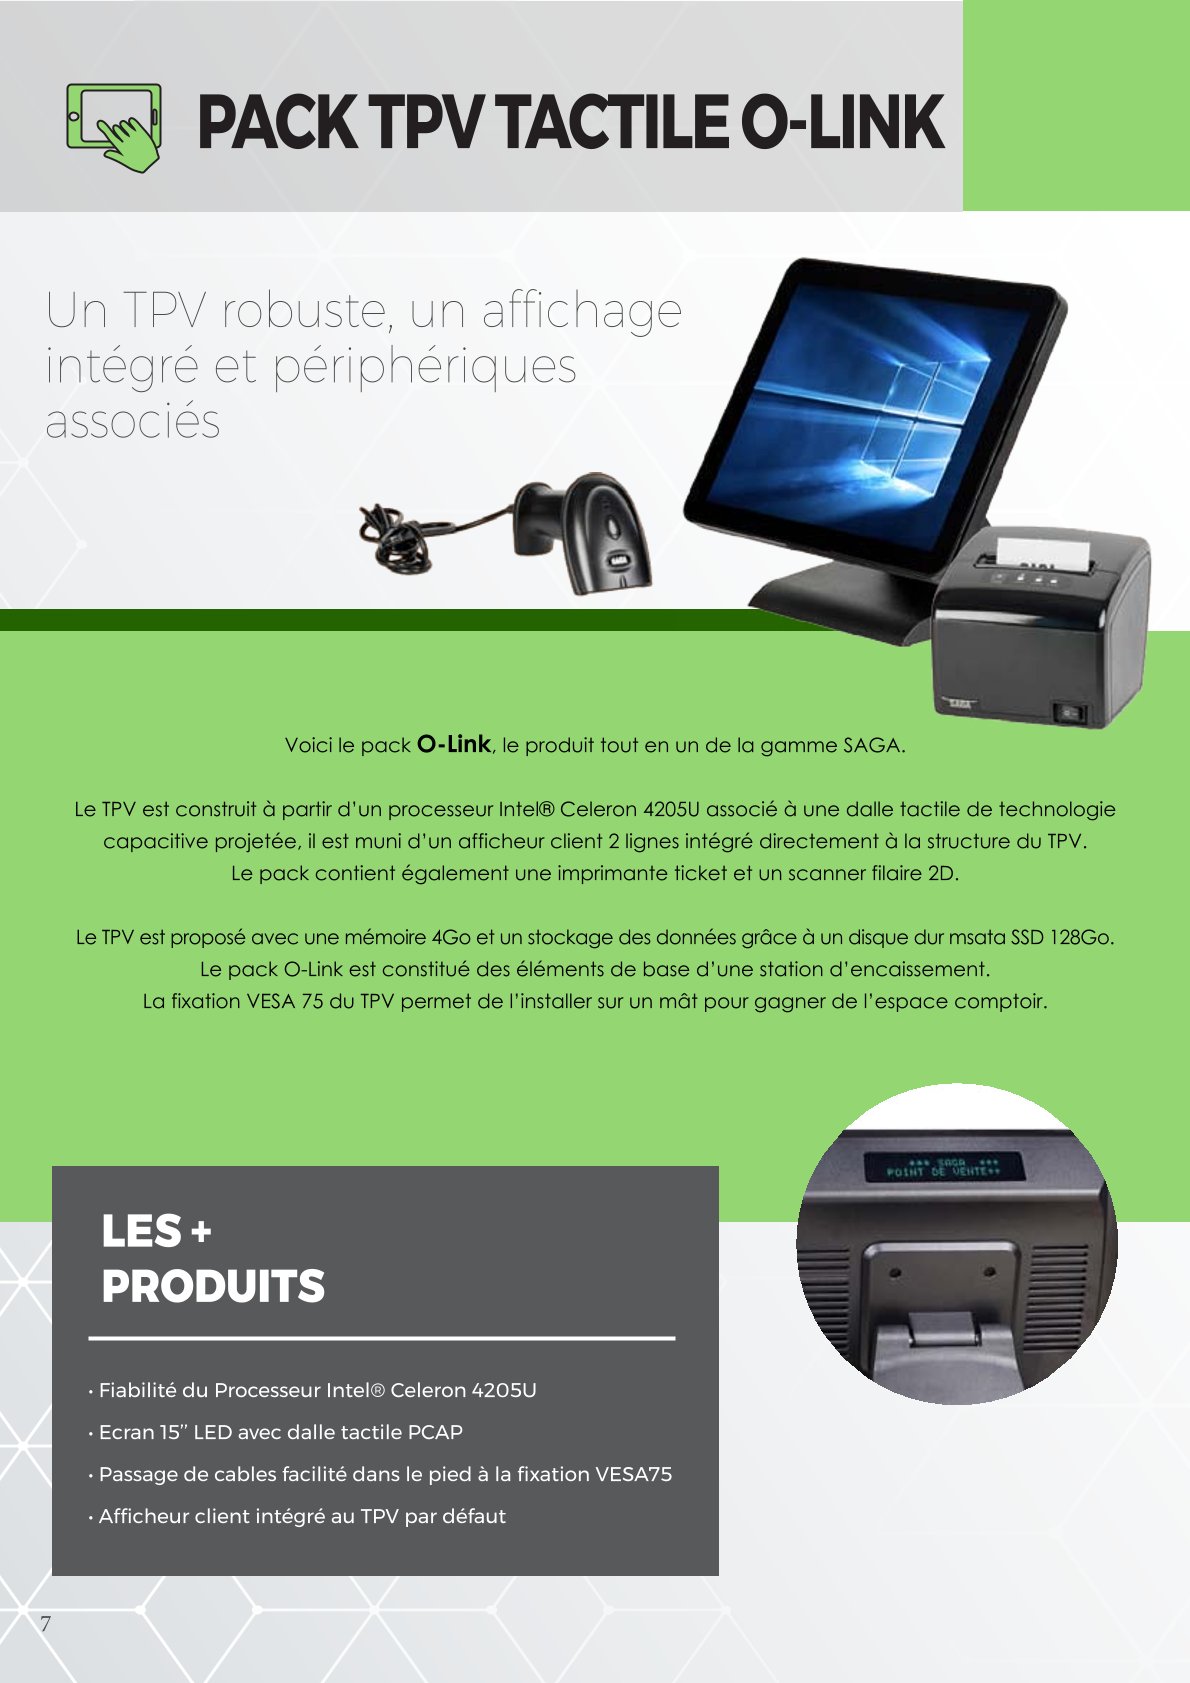 PACK TPV TACTILE O-LINK
Un TPV robuste, un affichage
intégré et périphériques
associés
SAGA
Voici le pack O-Link, le produit tout en un de la gamme SAGA.
Le TPV est construit à partir d'un processeur Intel® Celeron 4205U associé à une dalle tactile de technologie
capacitive projetée, il est muni d'un afficheur client 2 lignes intégré directement à la structure du TPV.
Le pack contient également une imprimante ticket et un scanner filaire 2D.
Le TPV est proposé avec une mémoire 4Go et un stockage des données grâce à un disque dur msata SSD 128Go.
Le pack O-Link est constitué des éléments de base d'une station d'encaissement.
La fixation VESA 75 du TPV permet de l'installer sur un mât pour gagner de l'espace comptoir.
*** SAGA ***
POINT DE VENTE**
LES +
PRODUITS
• Fiabilité du Processeur Intel® Celeron 4205U
• Ecran 15’’ LED avec dalle tactile PCAP
• Passage de cables facilité dans le pied à la fixation VESA75
• Afficheur client intégré au TPV par défaut
7